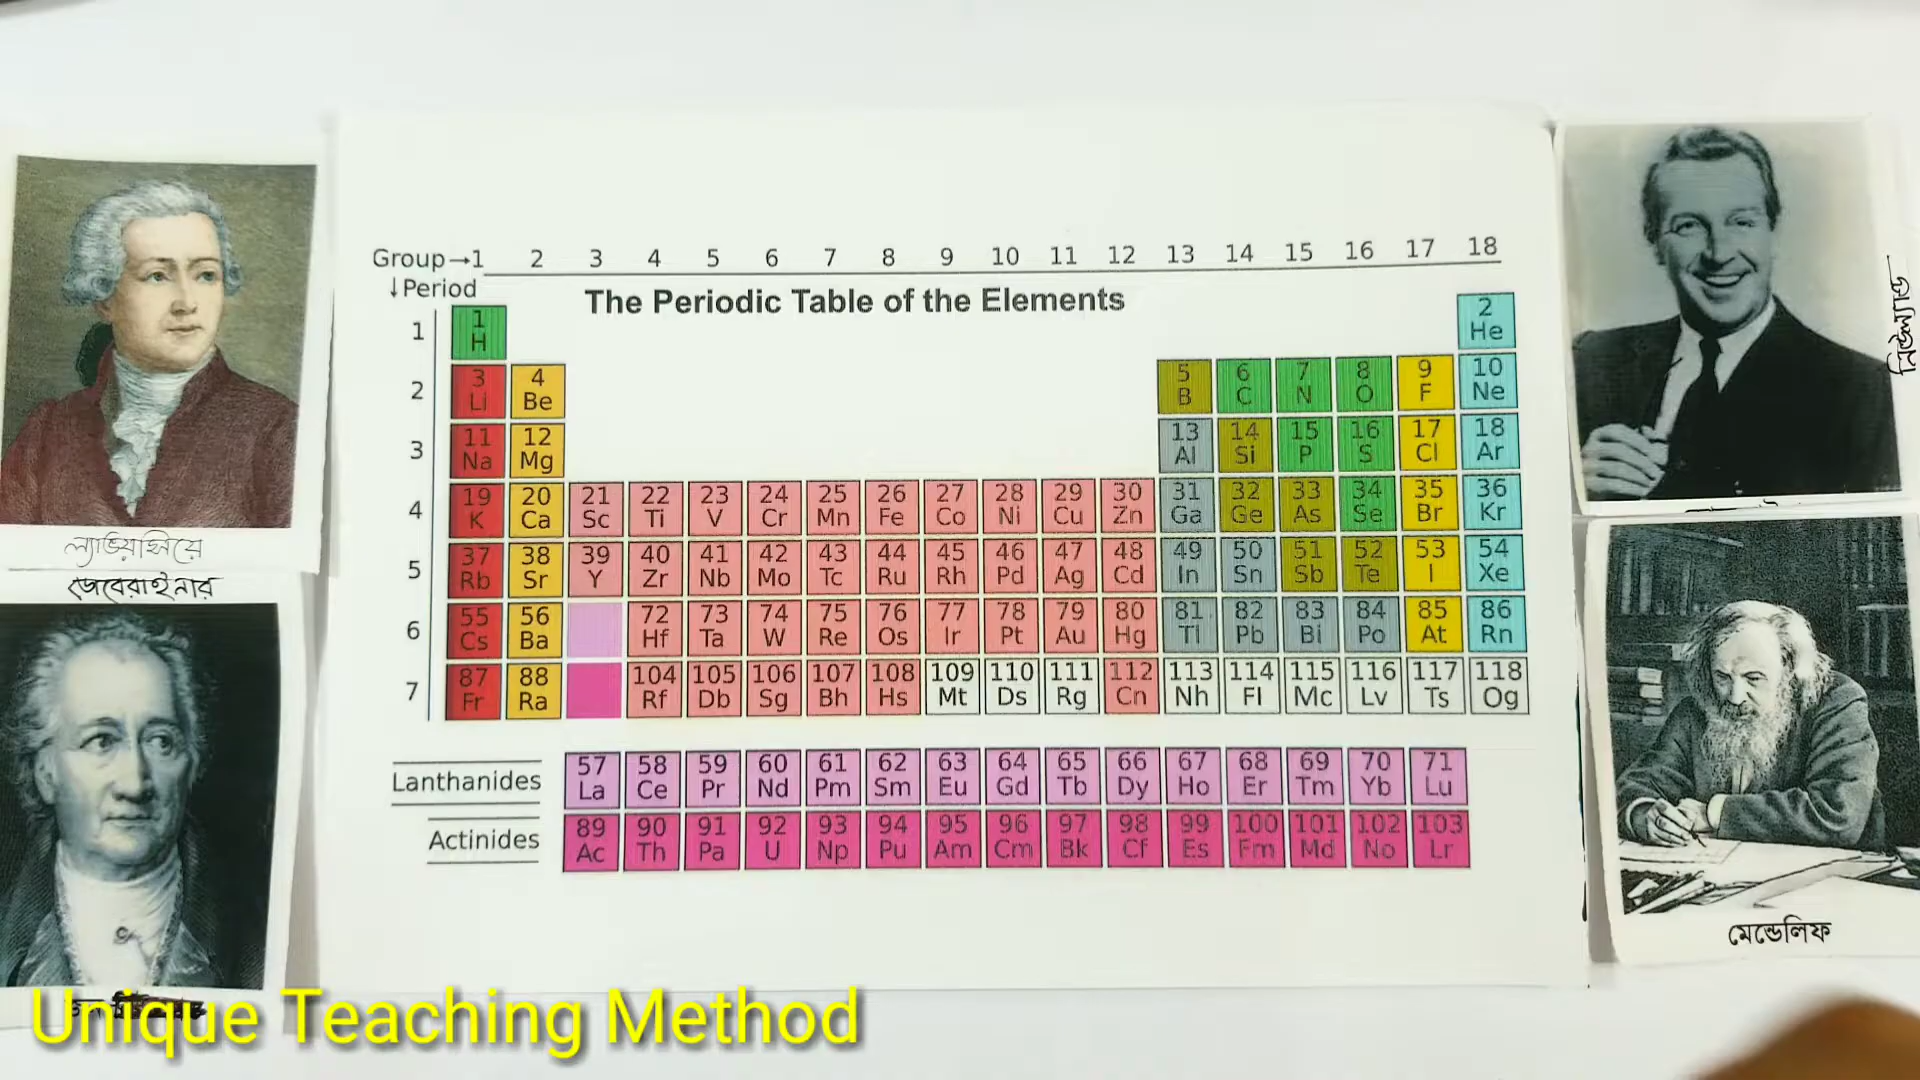 Group→1 2 3 4 5 6 7 8 9 10 11 12 13 14 15 16 17 18
↓Period
The Periodic Table of the Elements
1 1 2
H He
2 3 4 5 6 7 8 9 10
Li Be B C N O F Ne
3 11 12 13 14 15 16 17 18
Na Mg Al Si P S Cl Ar
4 19 20 21 22 23 24 25 26 27 28 29 30 31 32 33 34 35 36
K Ca Sc Ti V Cr Mn Fe Co Ni Cu Zn Ga Ge As Se Br Kr
5 37 38 39 40 41 42 43 44 45 46 47 48 49 50 51 52 53 54
Rb Sr Y Zr Nb Mo Tc Ru Rh Pd Ag Cd In Sn Sb Te I Xe
6 55 56 72 73 74 75 76 77 78 79 80 81 82 83 84 85 86
Cs Ba Hf Ta W Re Os Ir Pt Au Hg Tl Pb Bi Po At Rn
7 87 88 104 105 106 107 108 109 110 111 112 113 114 115 116 117 118
Fr Ra Rf Db Sg Bh Hs Mt Ds Rg Cn Nh Fl Mc Lv Ts Og
Lanthanides 57 58 59 60 61 62 63 64 65 66 67 68 69 70 71
La Ce Pr Nd Pm Sm Eu Gd Tb Dy Ho Er Tm Yb Lu
Actinides 89 90 91 92 93 94 95 96 97 98 99 100 101 102 103
Ac Th Pa U Np Pu Am Cm Bk Cf Es Fm Md No Lr
ল্যাভয়সিয়ে
ডোবেরাইনার
নিউল্যান্ড
মেন্ডেলিফ
Unique Teaching Method